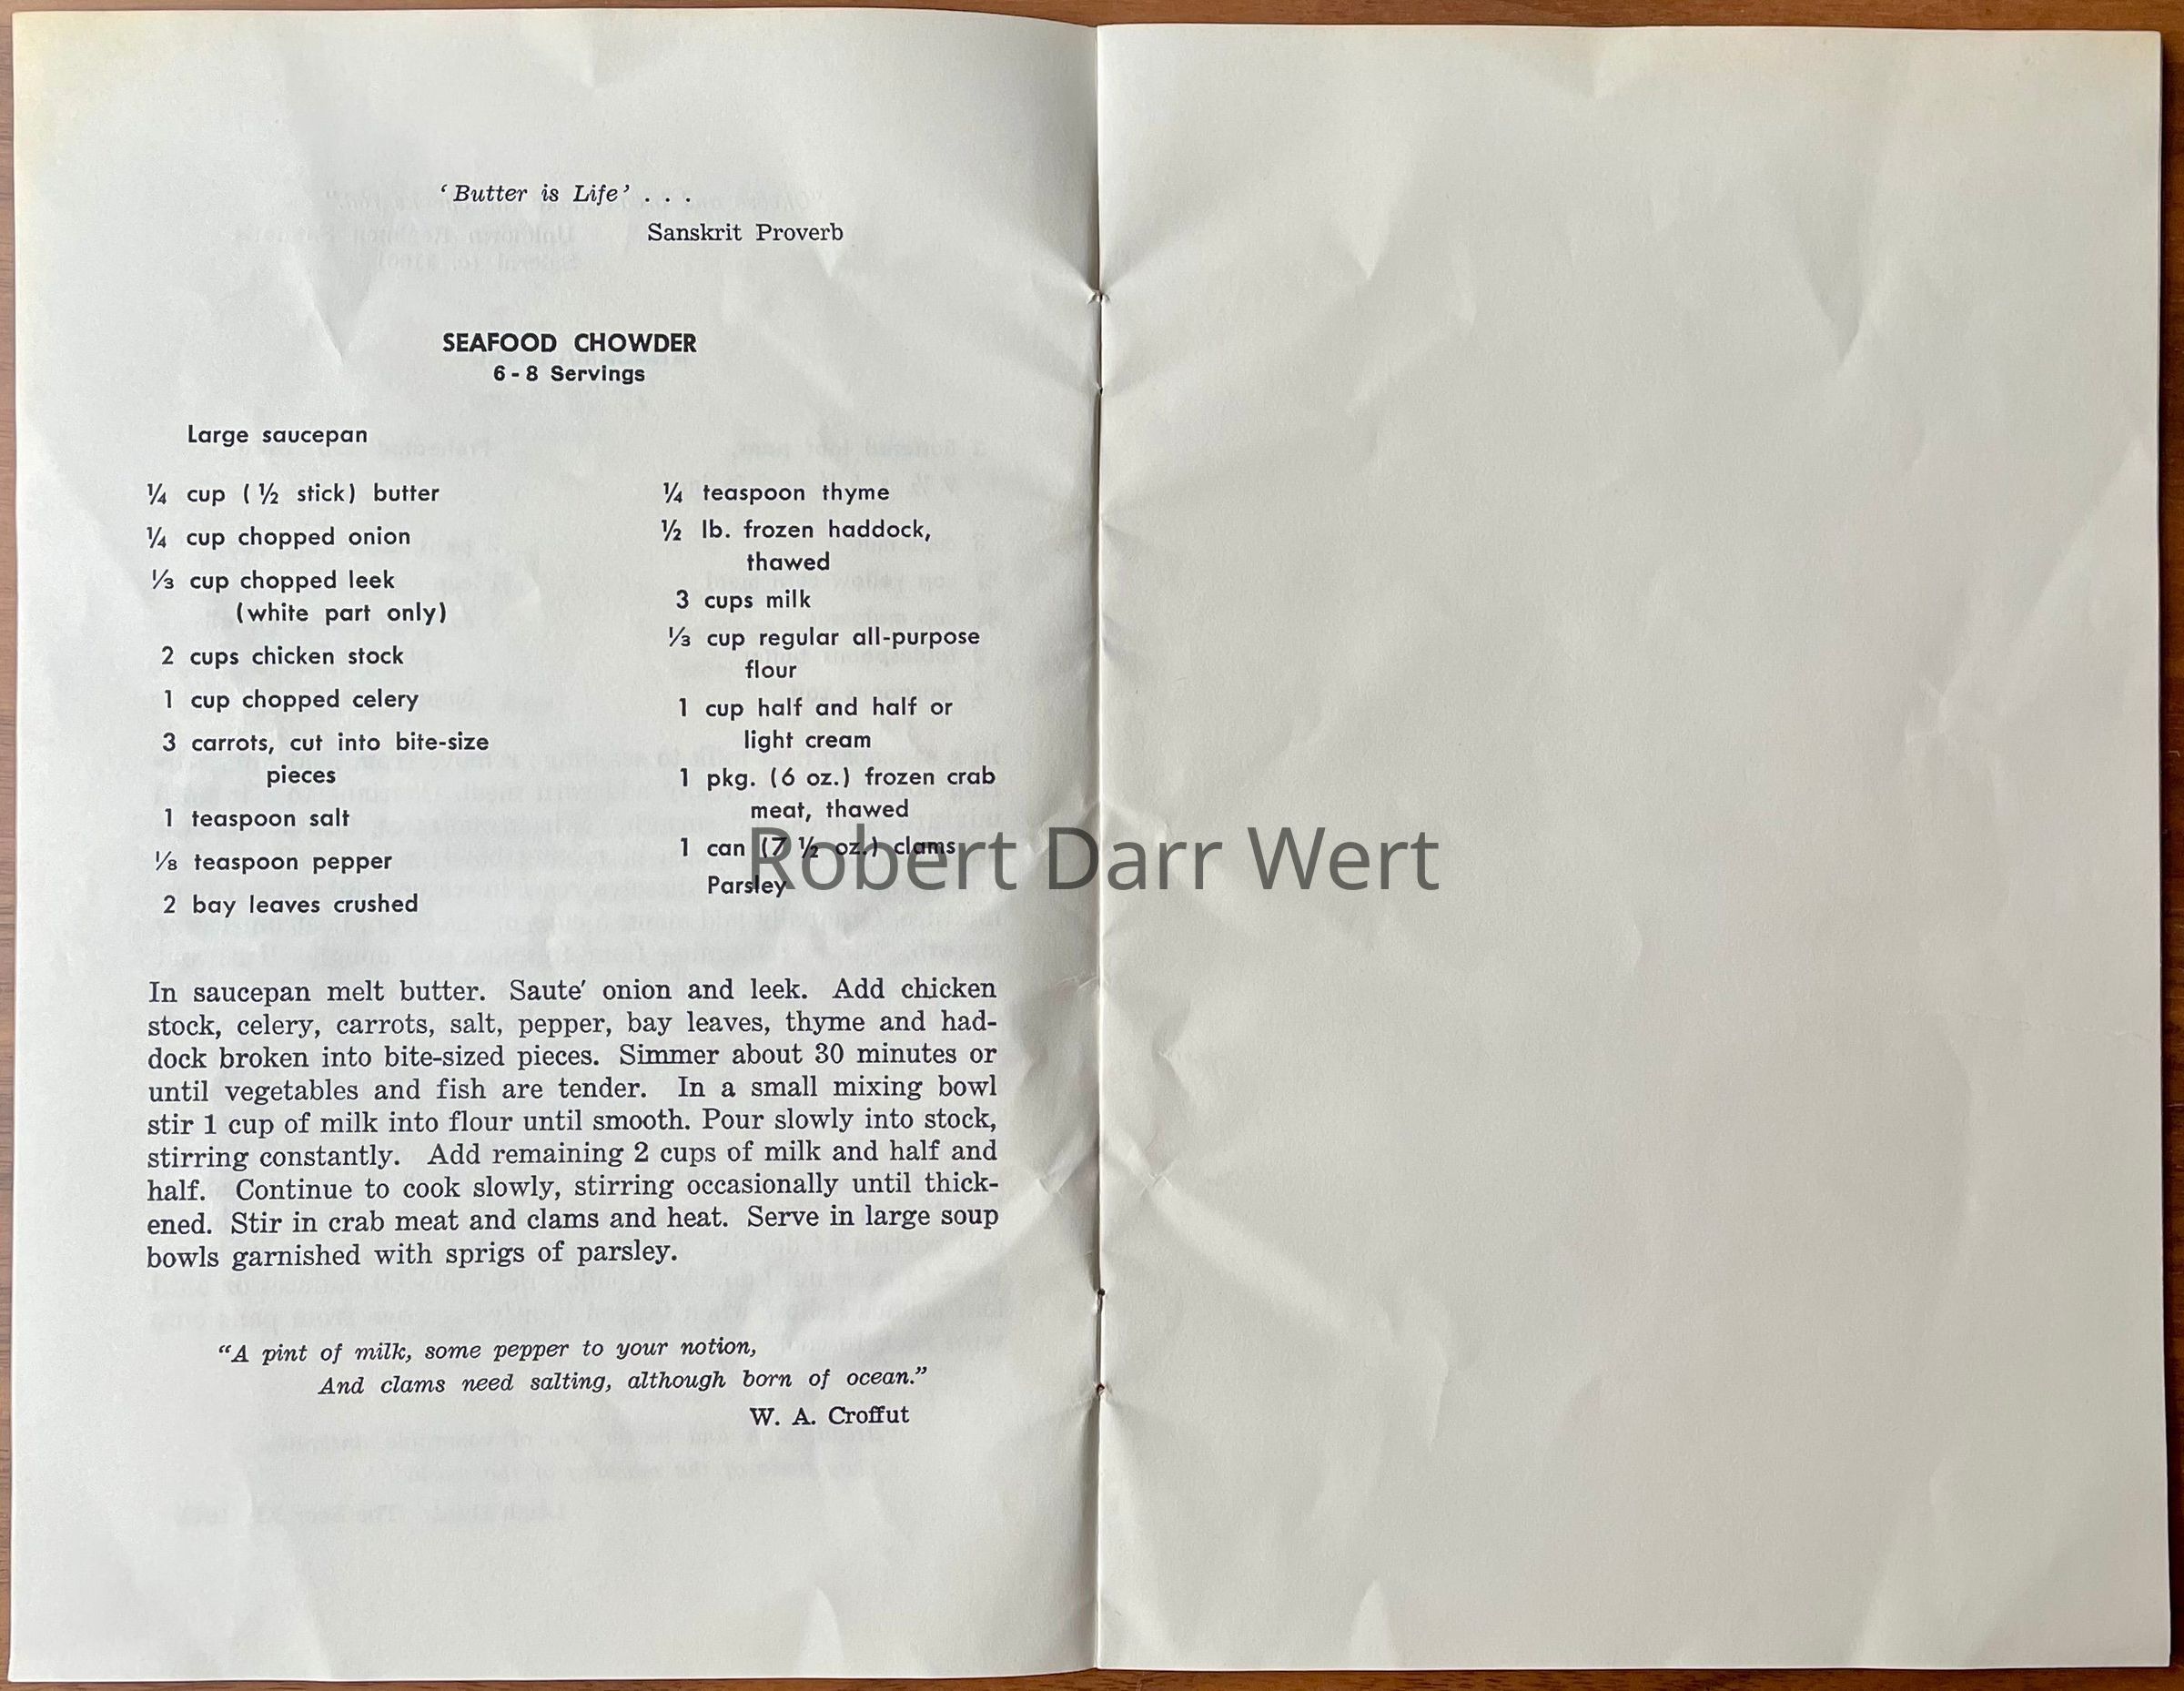 ‘Butter is Life’ . . .
Sanskrit Proverb
SEAFOOD CHOWDER
6 - 8 Servings
Large saucepan
¼ cup ( ½ stick) butter
¼ cup chopped onion
⅓ cup chopped leek
(white part only)
2 cups chicken stock
1 cup chopped celery
3 carrots, cut into bite-size
pieces
1 teaspoon salt
⅛ teaspoon pepper
2 bay leaves crushed
¼ teaspoon thyme
½ lb. frozen haddock,
thawed
3 cups milk
⅓ cup regular all-purpose
flour
1 cup half and half or
light cream
1 pkg. (6 oz.) frozen crab
meat, thawed
1 can (7 ½ oz.) clams
Parsley
Robert Darr Wert
In saucepan melt butter. Saute′ onion and leek. Add chicken
stock, celery, carrots, salt, pepper, bay leaves, thyme and had-
dock broken into bite-sized pieces. Simmer about 30 minutes or
until vegetables and fish are tender. In a small mixing bowl
stir 1 cup of milk into flour until smooth. Pour slowly into stock,
stirring constantly. Add remaining 2 cups of milk and half and
half. Continue to cook slowly, stirring occasionally until thick-
ened. Stir in crab meat and clams and heat. Serve in large soup
bowls garnished with sprigs of parsley.
“A pint of milk, some pepper to your notion,
And clams need salting, although born of ocean.”
W. A. Croffut